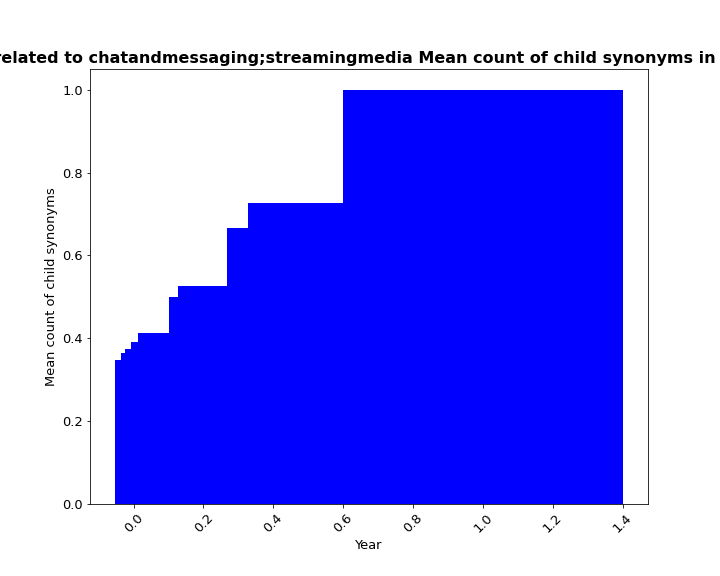 related to chatandmessaging;streamingmedia Mean count of child synonyms in
1.0
0.8
0.6
0.4
0.2
0.0
Mean count of child synonyms
0.0 0.2 0.4 0.6 0.8 1.0 1.2 1.4
Year